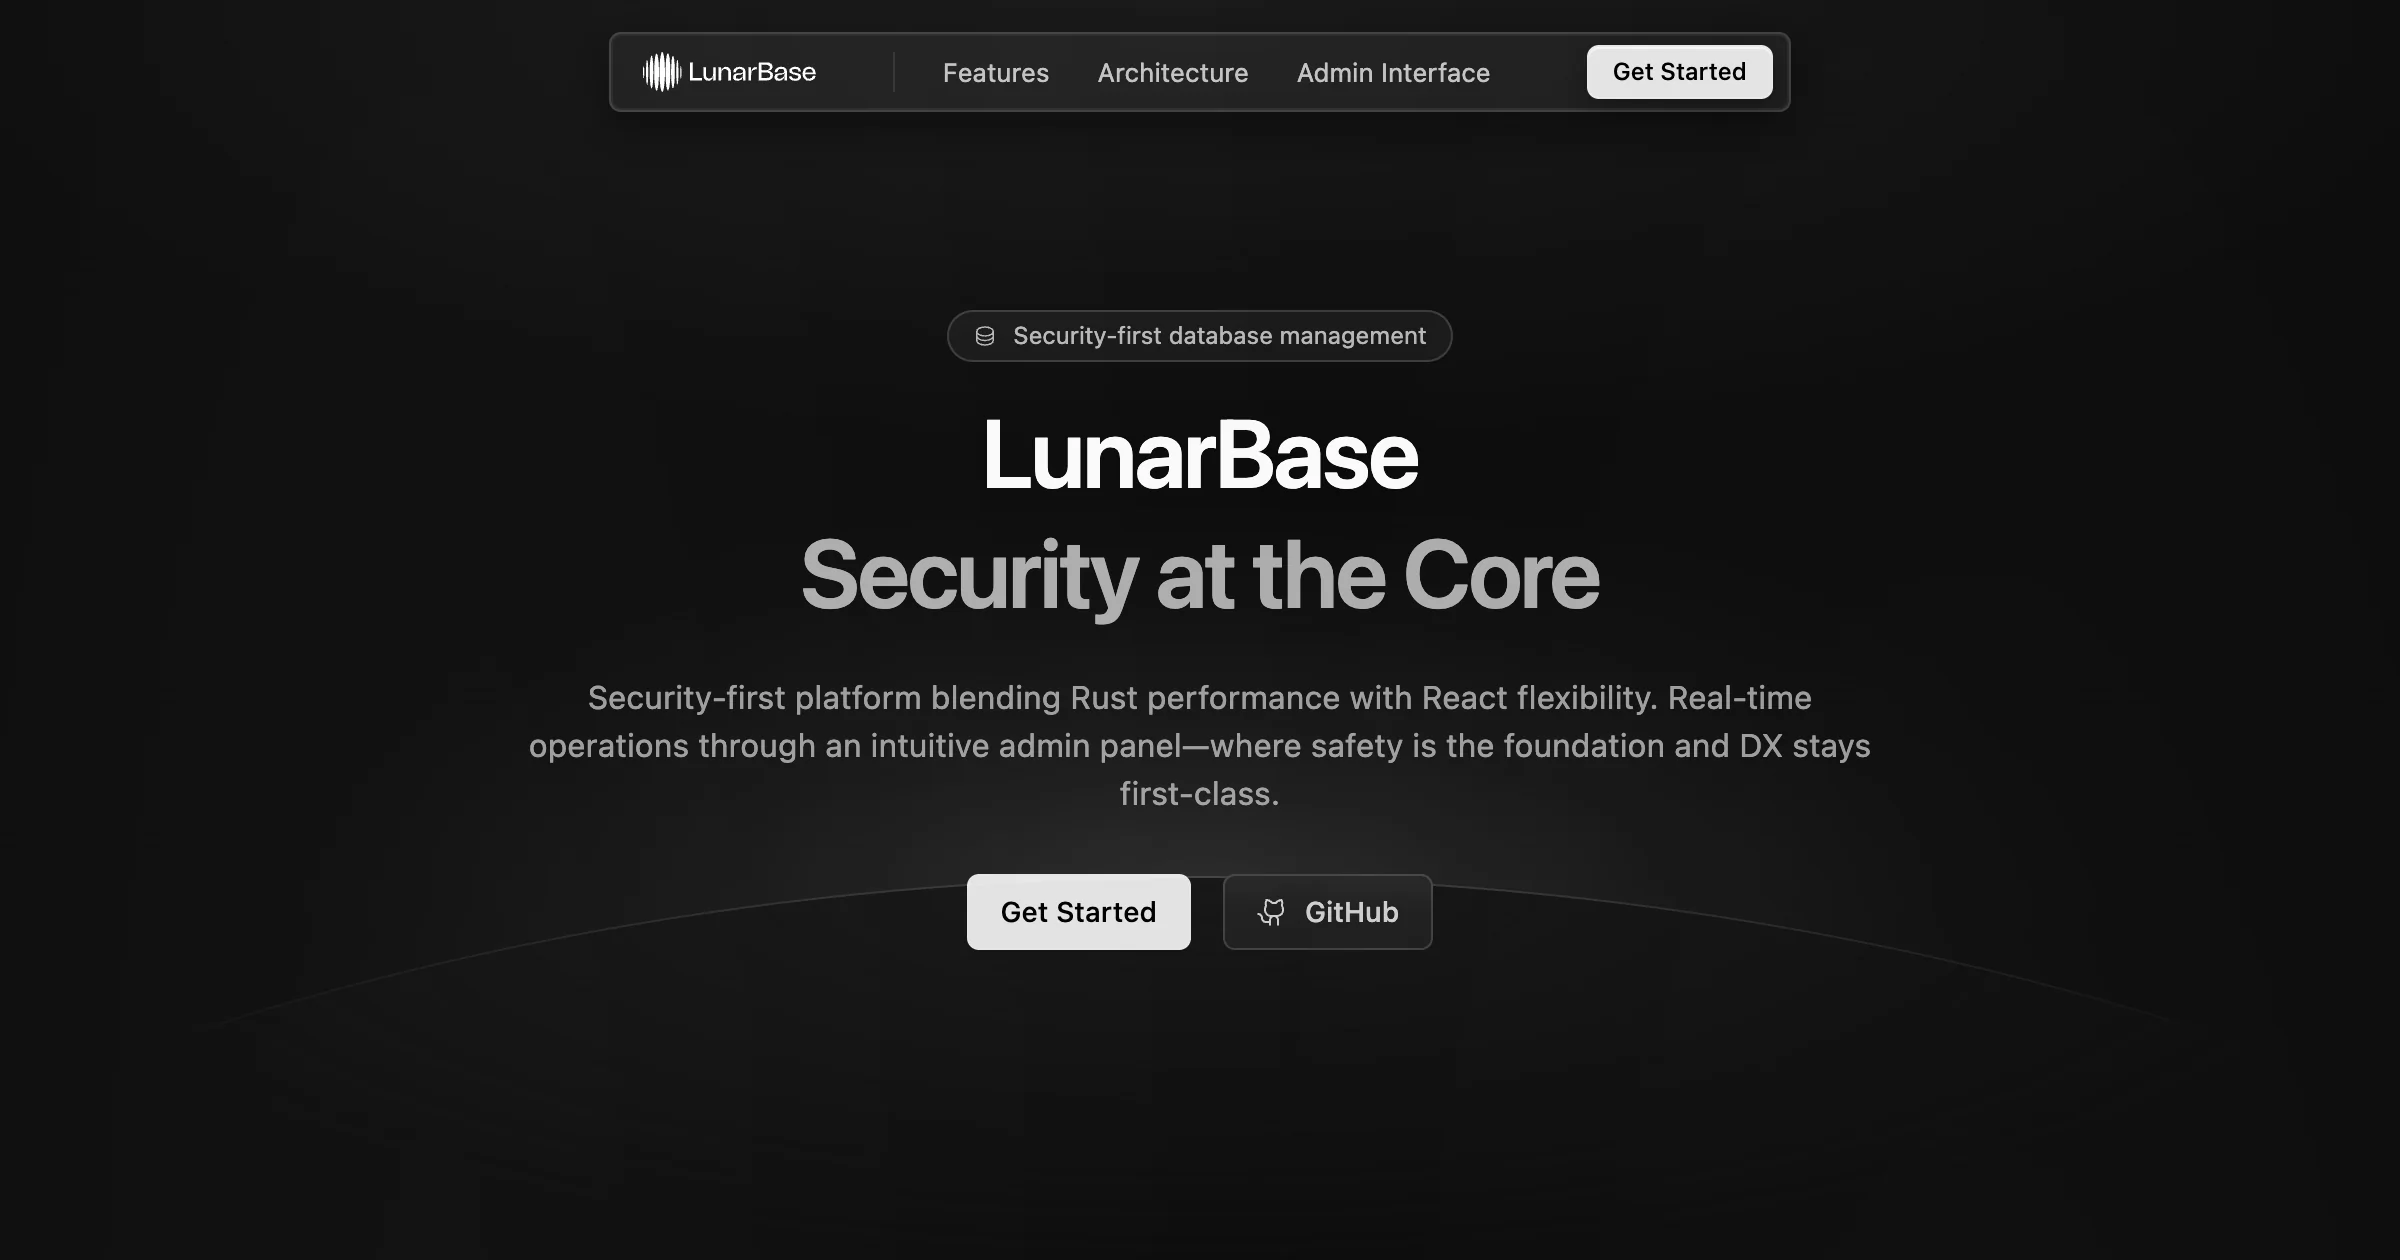 LunarBase
Features
Architecture
Admin Interface
Get Started
Security-first database management
LunarBase
Security at the Core
Security-first platform blending Rust performance with React flexibility. Real-time
operations through an intuitive admin panel—where safety is the foundation and DX stays
first-class.
Get Started
GitHub